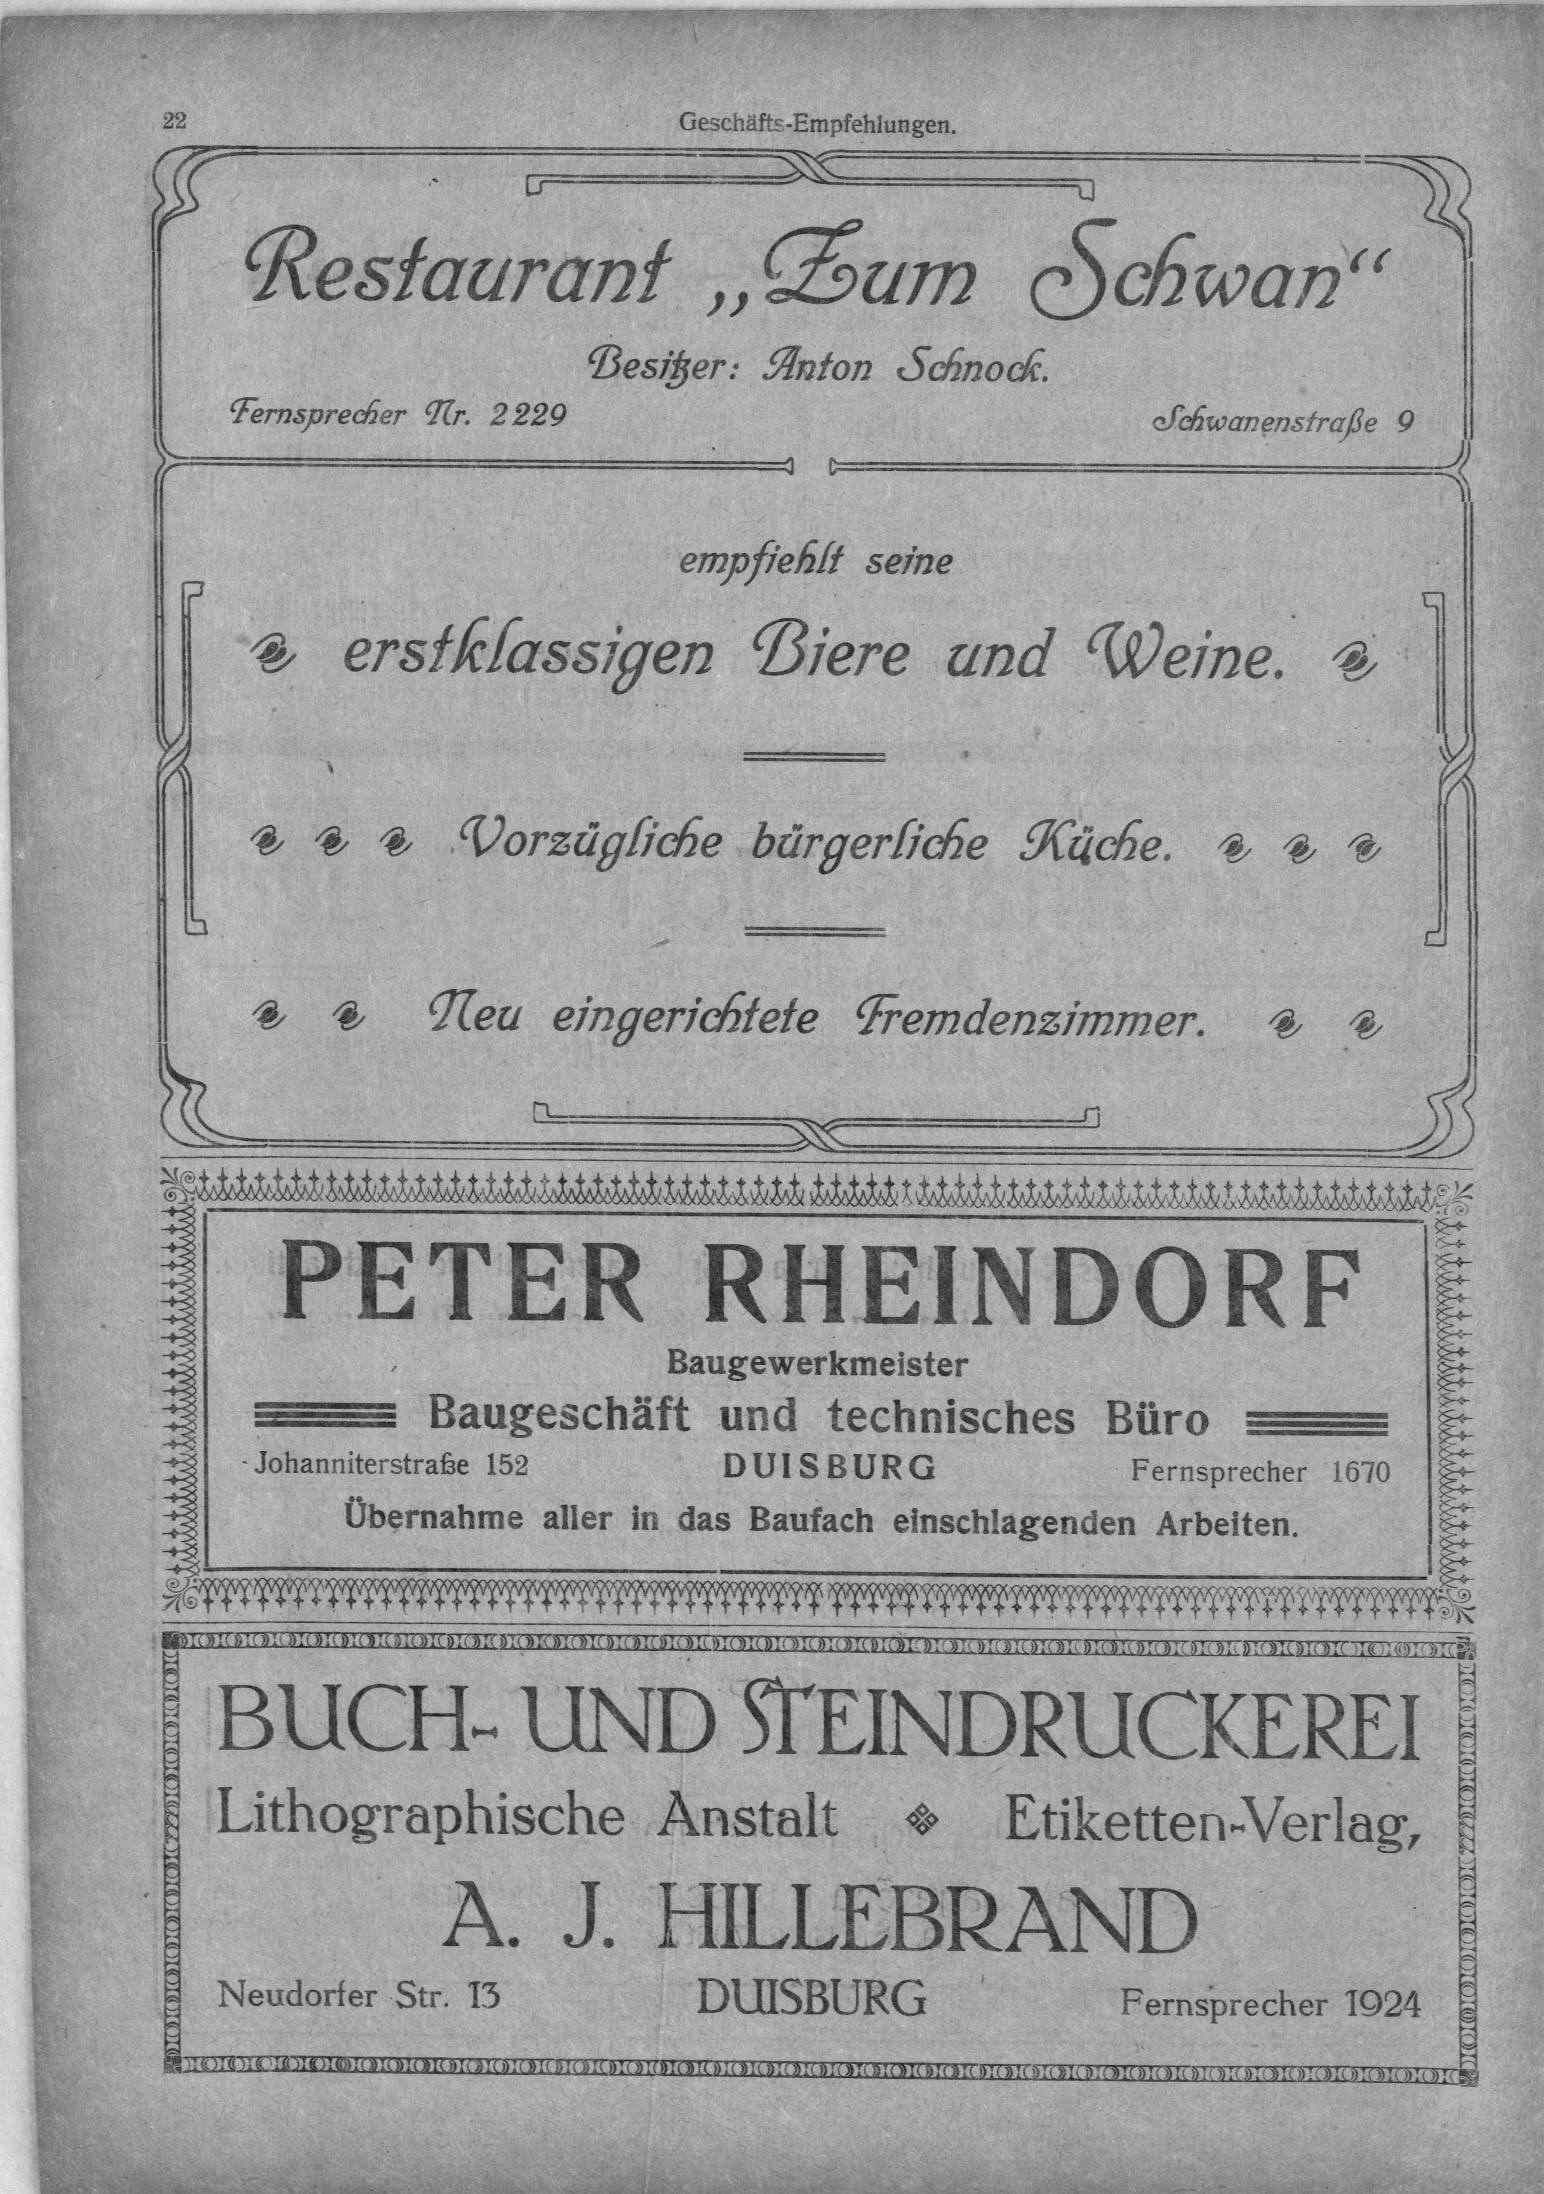 22
Geschäfts-Empfehlungen.
Restaurant „Zum Schwan“
Besitzer: Anton Schnock.
Fernsprecher Nr. 2229
Schwanenstraße 9
empfiehlt seine
erstklassigen Biere und Weine.
Vorzügliche bürgerliche Küche.
Neu eingerichtete Fremdenzimmer.
PETER RHEINDORF
Baugewerkmeister
Baugeschäft und technisches Büro
Johanniterstraße 152 DUISBURG Fernsprecher 1670
Übernahme aller in das Baufach einschlagenden Arbeiten.
BUCH- UND STEINDRUCKEREI
Lithographische Anstalt Etiketten-Verlag,
A. J. HILLEBRAND
Neudorfer Str. 13 DUISBURG Fernsprecher 1924